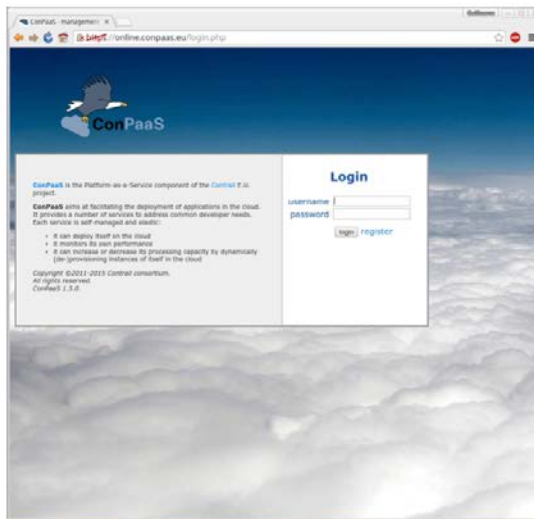 ConPaaS - management
https://online.conpaas.eu/login.php
ConPaaS
ConPaaS is the Platform-as-a-Service component of the Contrail
project.
ConPaaS aims at facilitating the deployment of applications in the cloud.
It provides a number of services to address common developer needs.
Each service is self-managed and elastic:
it can deploy itself on the cloud
it monitors its own performance
it can increase or decrease its processing capacity by dynamically
(de-)provisioning instances of itself in the cloud
Copyright ©2011-2015 Contrail consortium.
All rights reserved.
ConPaaS 1.5.0.
Login
username
password
login register